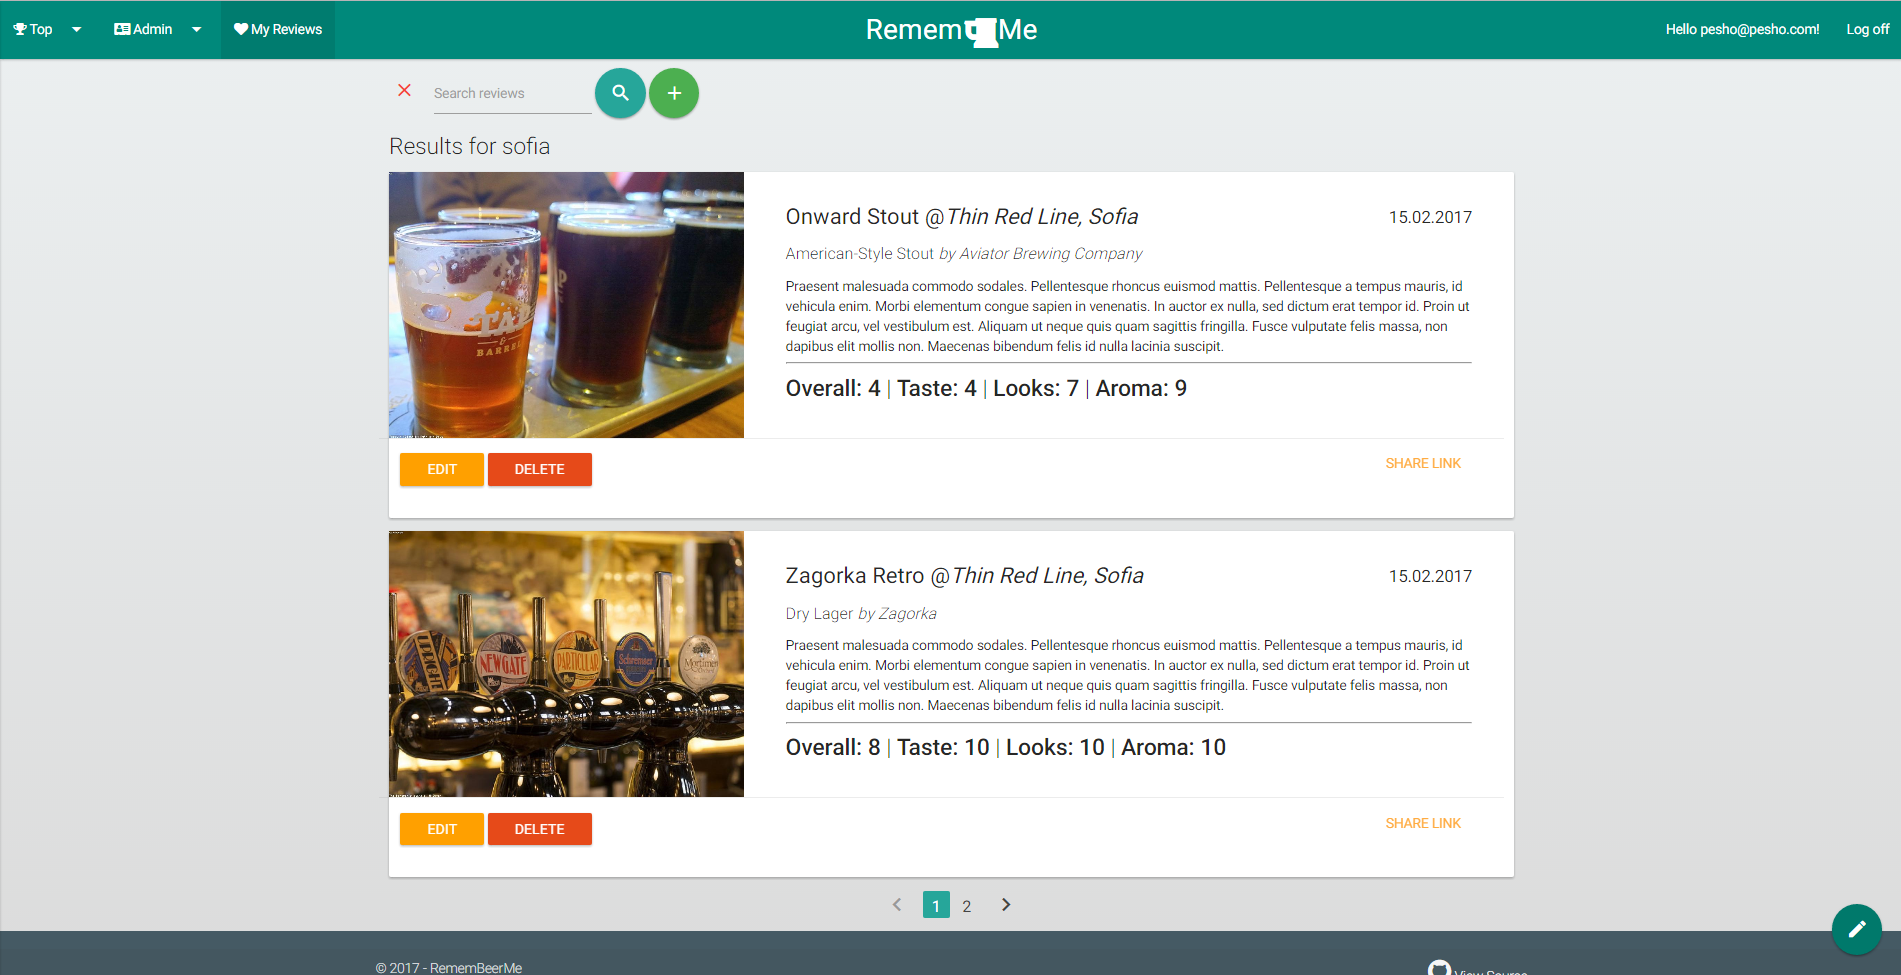 Top
Admin
My Reviews
Remem Me
Hello pesho@pesho.com!
Log off
Search reviews
Results for sofia
TAP
& 
BARREL
Onward Stout @Thin Red Line, Sofia
15.02.2017
American-Style Stout by Aviator Brewing Company
Praesent malesuada commodo sodales. Pellentesque rhoncus euismod mattis. Pellentesque a tempus mauris, id
vehicula enim. Morbi elementum congue sapien in venenatis. In auctor ex nulla, sed dictum erat tempor id. Proin ut
feugiat arcu, vel vestibulum est. Aliquam ut neque quis quam sagittis fringilla. Fusce vulputate felis massa, non
dapibus elit mollis non. Maecenas bibendum felis id nulla lacinia suscipit.
Overall: 4 | Taste: 4 | Looks: 7 | Aroma: 9
EDIT
DELETE
SHARE LINK
NEWGATE
PARTICULAR
Schremser
Mortimer
Zagorka Retro @Thin Red Line, Sofia
15.02.2017
Dry Lager by Zagorka
Praesent malesuada commodo sodales. Pellentesque rhoncus euismod mattis. Pellentesque a tempus mauris, id
vehicula enim. Morbi elementum congue sapien in venenatis. In auctor ex nulla, sed dictum erat tempor id. Proin ut
feugiat arcu, vel vestibulum est. Aliquam ut neque quis quam sagittis fringilla. Fusce vulputate felis massa, non
dapibus elit mollis non. Maecenas bibendum felis id nulla lacinia suscipit.
Overall: 8 | Taste: 10 | Looks: 10 | Aroma: 10
EDIT
DELETE
SHARE LINK
1
2
© 2017 - RememBeerMe
View Source